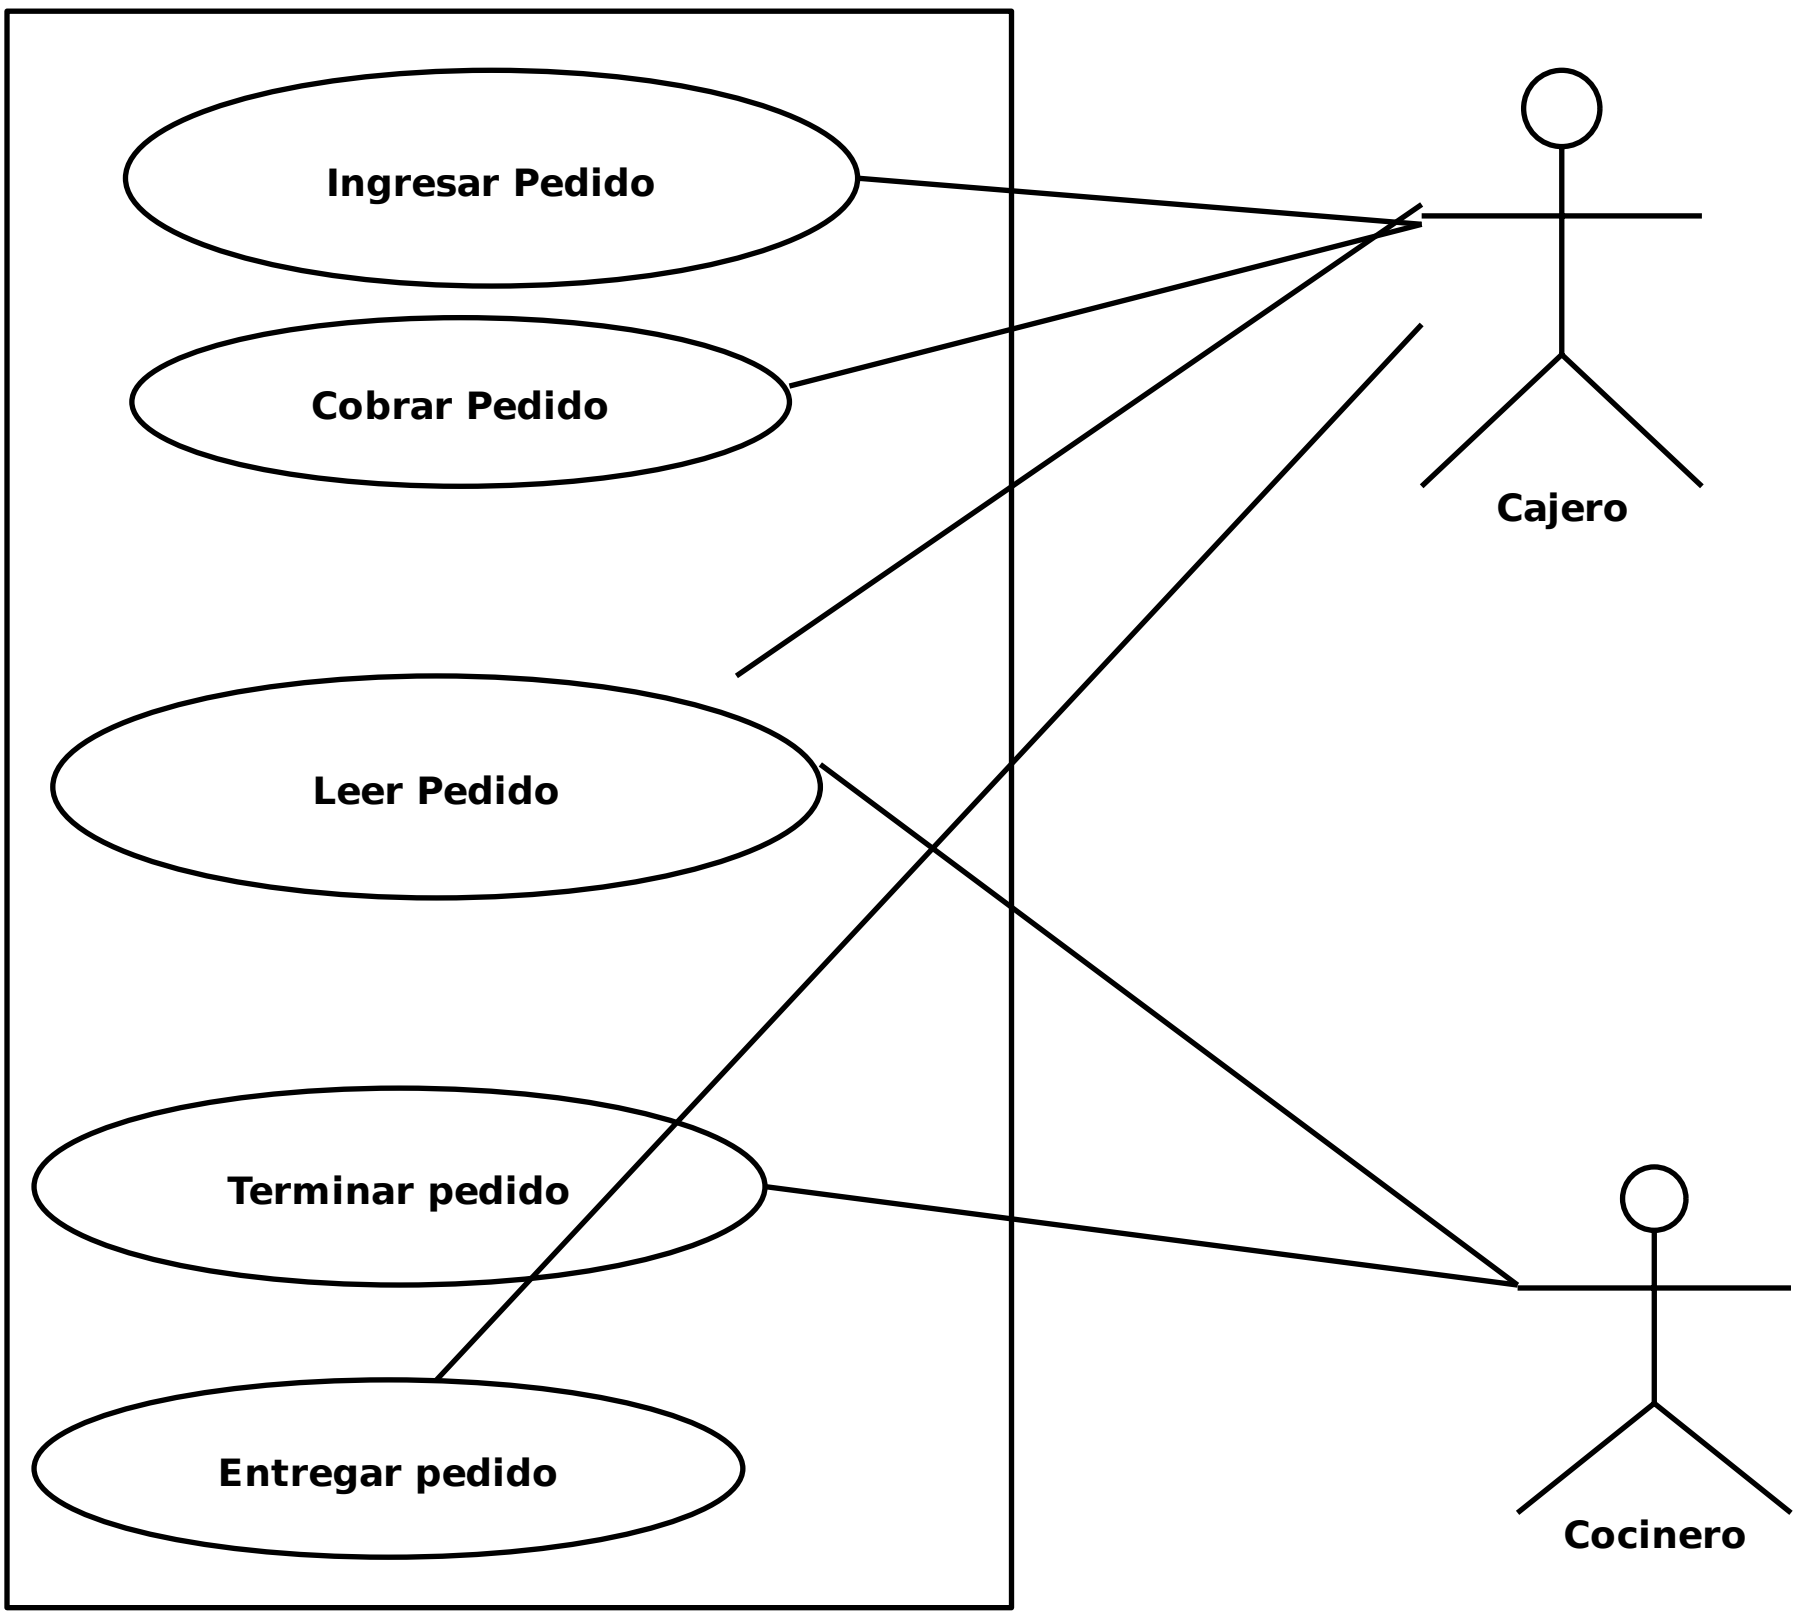 Ingresar Pedido
Cobrar Pedido
Cajero
Leer Pedido
Terminar pedido
Entregar pedido
Cocinero